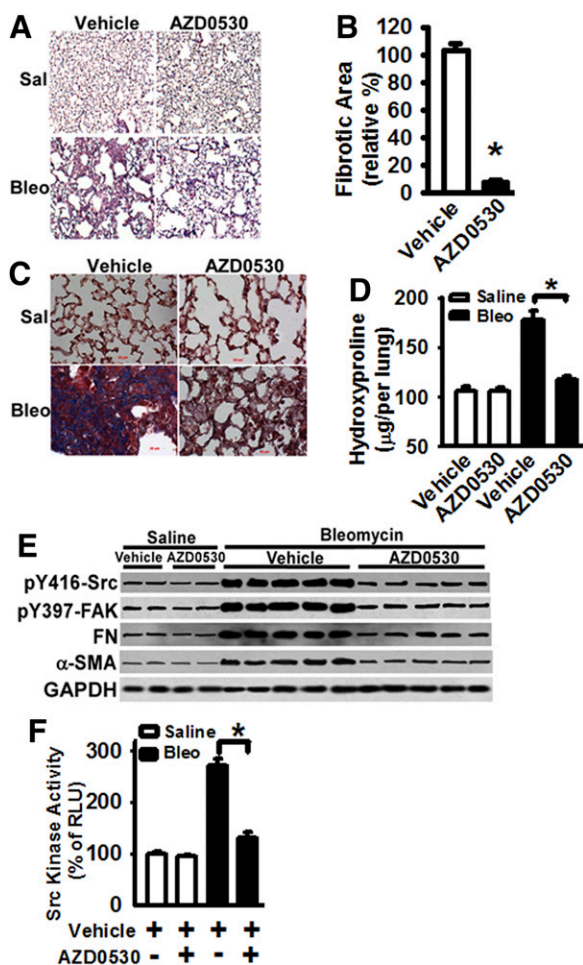 A
Vehicle AZD0530
Sal
Bleo
B
Fibrotic Area
(relative %)
120
100
80
60
40
20
0
*
Vehicle
AZD0530
C
Vehicle AZD0530
Sal
Bleo
D
Saline
Bleo
*
Hydroxyproline
(µg/per lung)
200
150
100
50
Vehicle
AZD0530
Vehicle
AZD0530
E
Saline Bleomycin
Vehicle AZD0530 Vehicle AZD0530
pY416-Src
pY397-FAK
FN
α-SMA
GAPDH
F
Saline
Bleo
*
Src Kinase Activity
(% of RLU)
300
200
100
0
Vehicle + + + +
AZD0530 - + - +